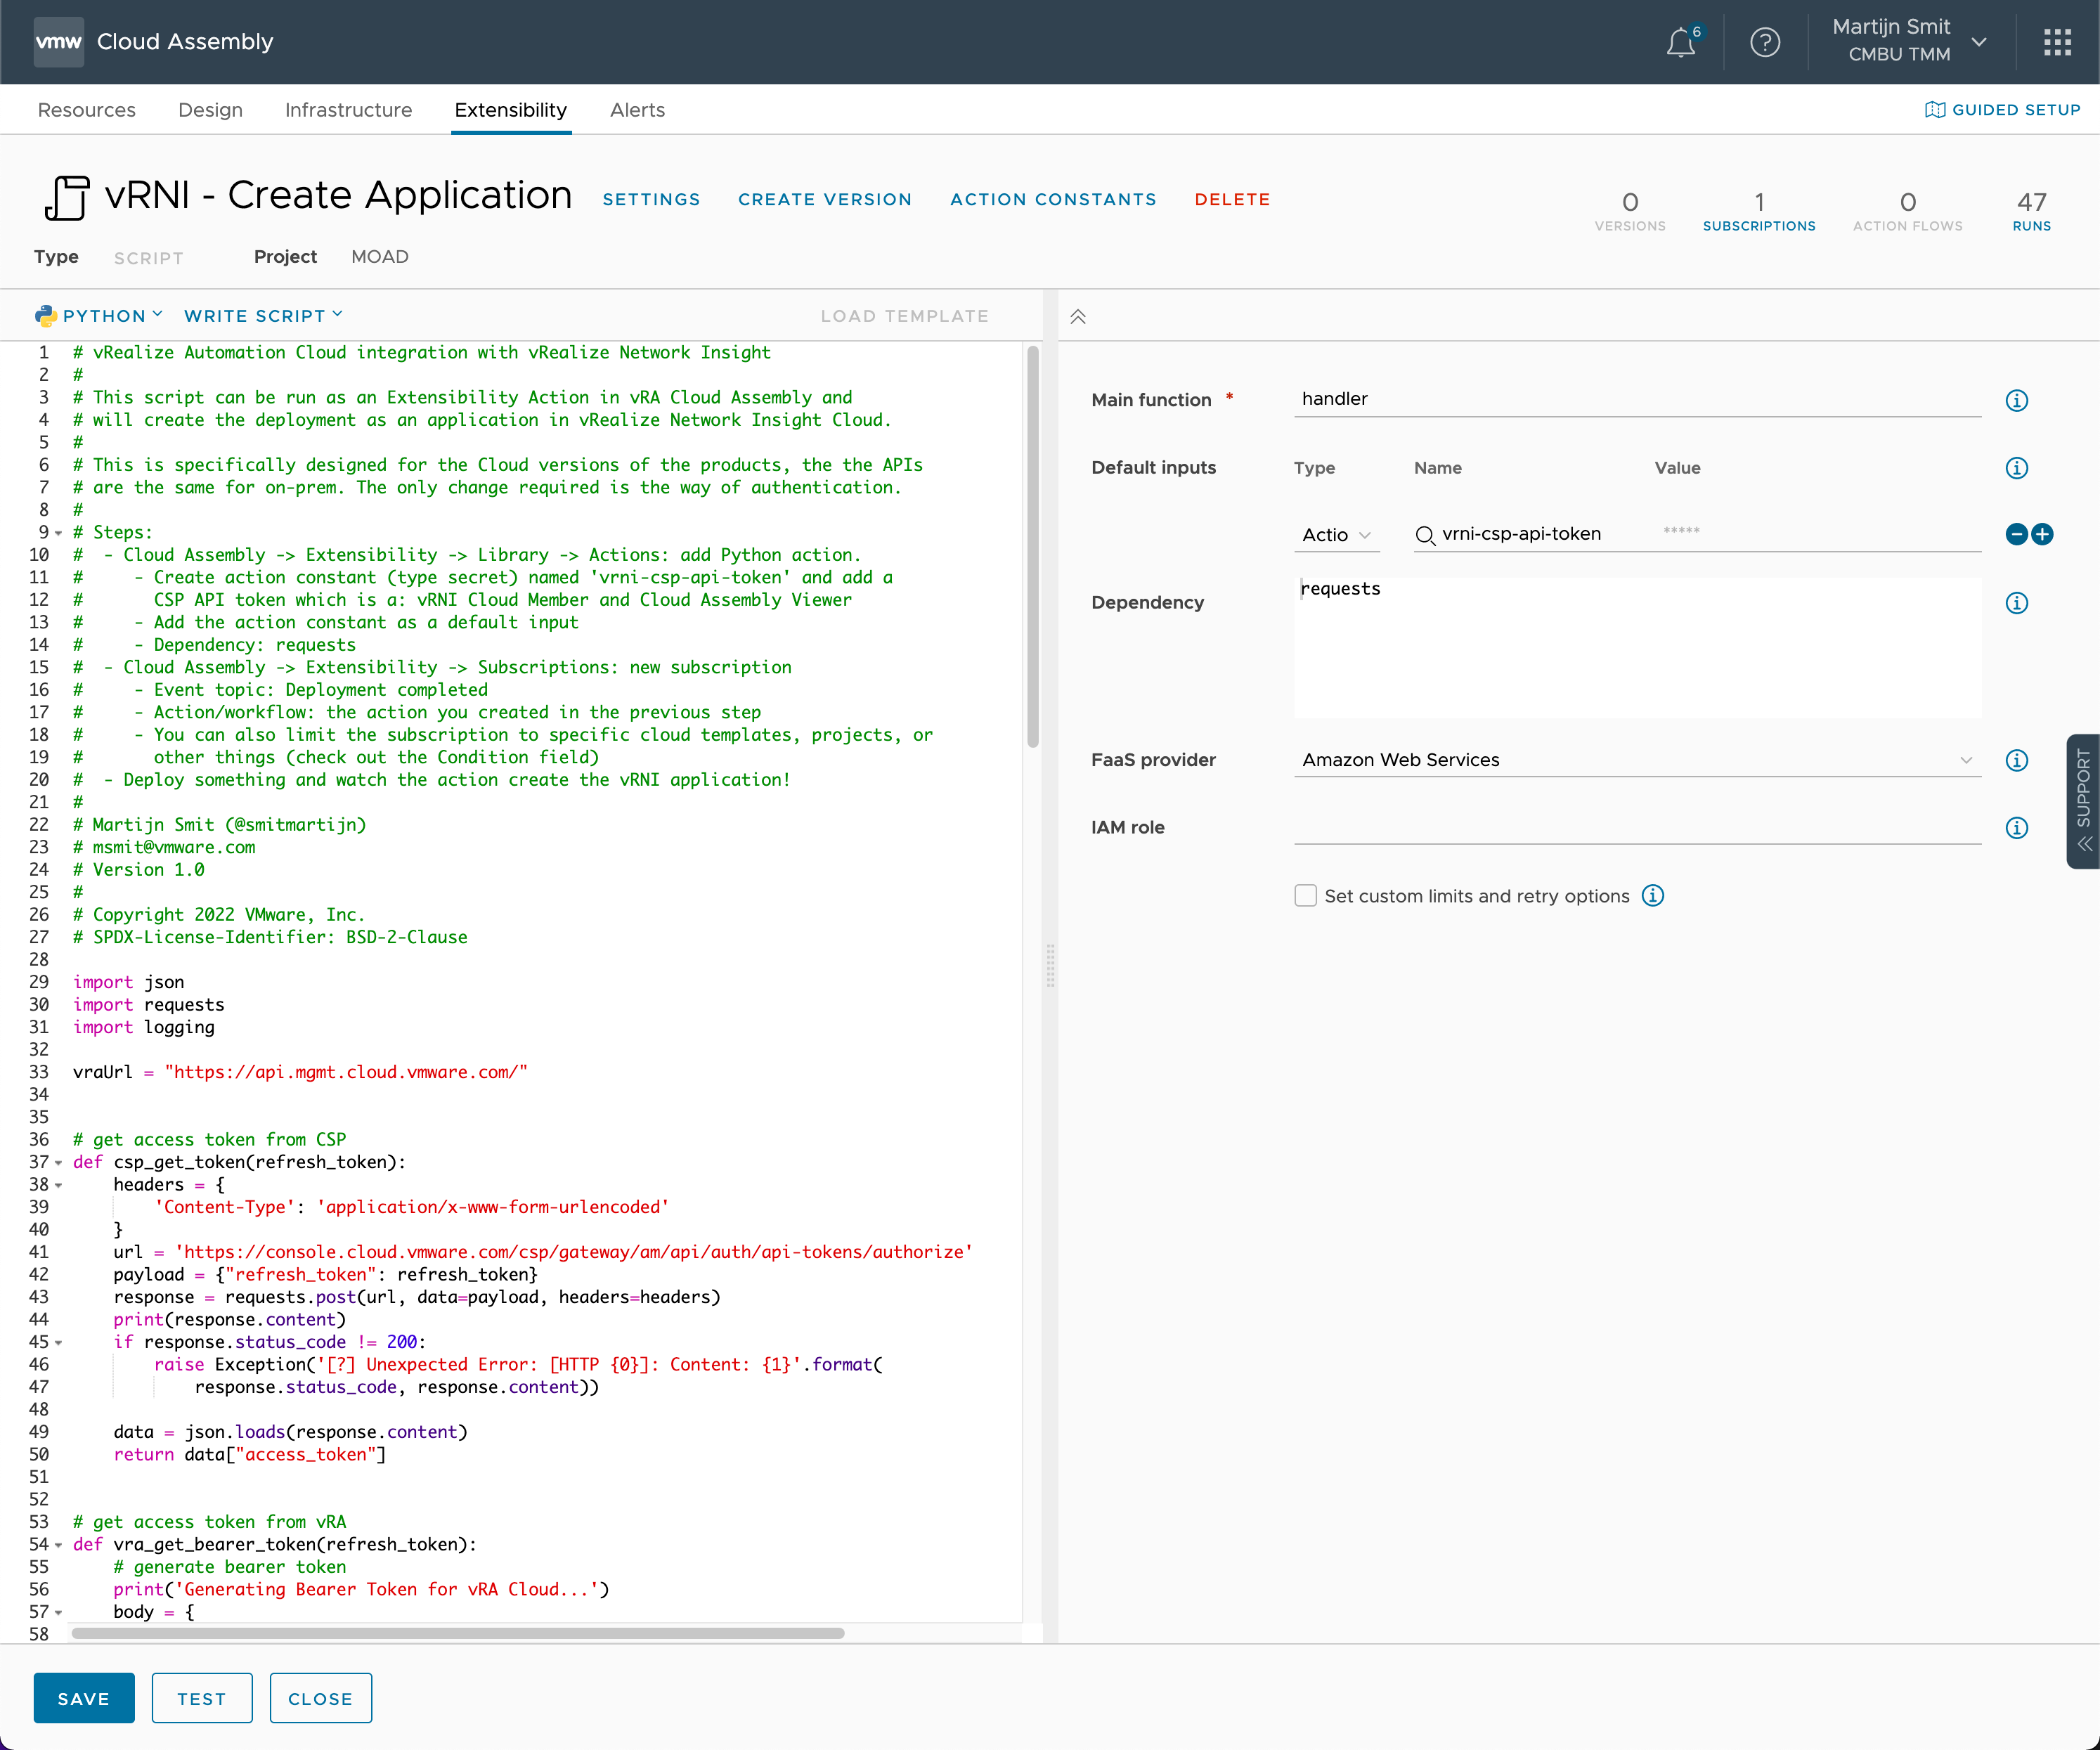 vmw Cloud Assembly
6
?
Martijn Smit
CMBU TMM
Resources Design Infrastructure Extensibility Alerts
GUIDED SETUP
vRNI - Create Application SETTINGS CREATE VERSION ACTION CONSTANTS DELETE
0 1 0 47
VERSIONS SUBSCRIPTIONS ACTION FLOWS RUNS
Type SCRIPT Project MOAD
PYTHON WRITE SCRIPT LOAD TEMPLATE
1 # vRealize Automation Cloud integration with vRealize Network Insight
2 #
3 # This script can be run as an Extensibility Action in vRA Cloud Assembly and
4 # will create the deployment as an application in vRealize Network Insight Cloud.
5 #
6 # This is specifically designed for the Cloud versions of the products, the the APIs
7 # are the same for on-prem. The only change required is the way of authentication.
8 #
9 # Steps:
10 #  - Cloud Assembly -> Extensibility -> Library -> Actions: add Python action.
11 #     - Create action constant (type secret) named 'vrni-csp-api-token' and add a
12 #       CSP API token which is a: vRNI Cloud Member and Cloud Assembly Viewer
13 #     - Add the action constant as a default input
14 #     - Dependency: requests
15 #  - Cloud Assembly -> Extensibility -> Subscriptions: new subscription
16 #     - Event topic: Deployment completed
17 #     - Action/workflow: the action you created in the previous step
18 #     - You can also limit the subscription to specific cloud templates, projects, or
19 #       other things (check out the Condition field)
20 #  - Deploy something and watch the action create the vRNI application!
21 #
22 # Martijn Smit (@smitmartijn)
23 # msmit@vmware.com
24 # Version 1.0
25 #
26 # Copyright 2022 VMware, Inc.
27 # SPDX-License-Identifier: BSD-2-Clause
28
29 import json
30 import requests
31 import logging
32
33 vraUrl = "https://api.mgmt.cloud.vmware.com/"
34
35
36 # get access token from CSP
37 def csp_get_token(refresh_token):
38     headers = {
39         'Content-Type': 'application/x-www-form-urlencoded'
40     }
41     url = 'https://console.cloud.vmware.com/csp/gateway/am/api/auth/api-tokens/authorize'
42     payload = {"refresh_token": refresh_token}
43     response = requests.post(url, data=payload, headers=headers)
44     print(response.content)
45     if response.status_code != 200:
46         raise Exception('[?] Unexpected Error: [HTTP {0}]: Content: {1}'.format(
47             response.status_code, response.content))
48
49     data = json.loads(response.content)
50     return data["access_token"]
51
52
53 # get access token from vRA
54 def vra_get_bearer_token(refresh_token):
55     # generate bearer token
56     print('Generating Bearer Token for vRA Cloud...')
57     body = {
58
Main function * handler
Default inputs Type Name Value
Actio vrni-csp-api-token *****
Dependency requests
FaaS provider Amazon Web Services
IAM role
Set custom limits and retry options
SUPPORT
SAVE TEST CLOSE